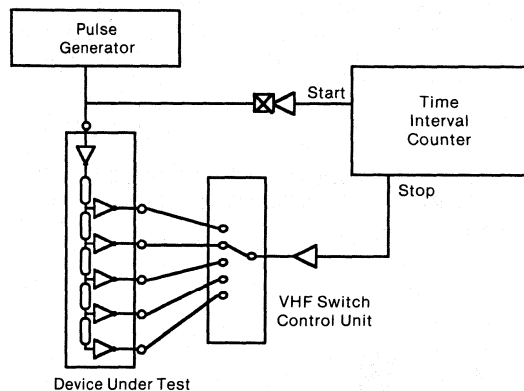 Pulse
Generator
Start
Time
Interval
Counter
Stop
VHF Switch
Control Unit
Device Under Test